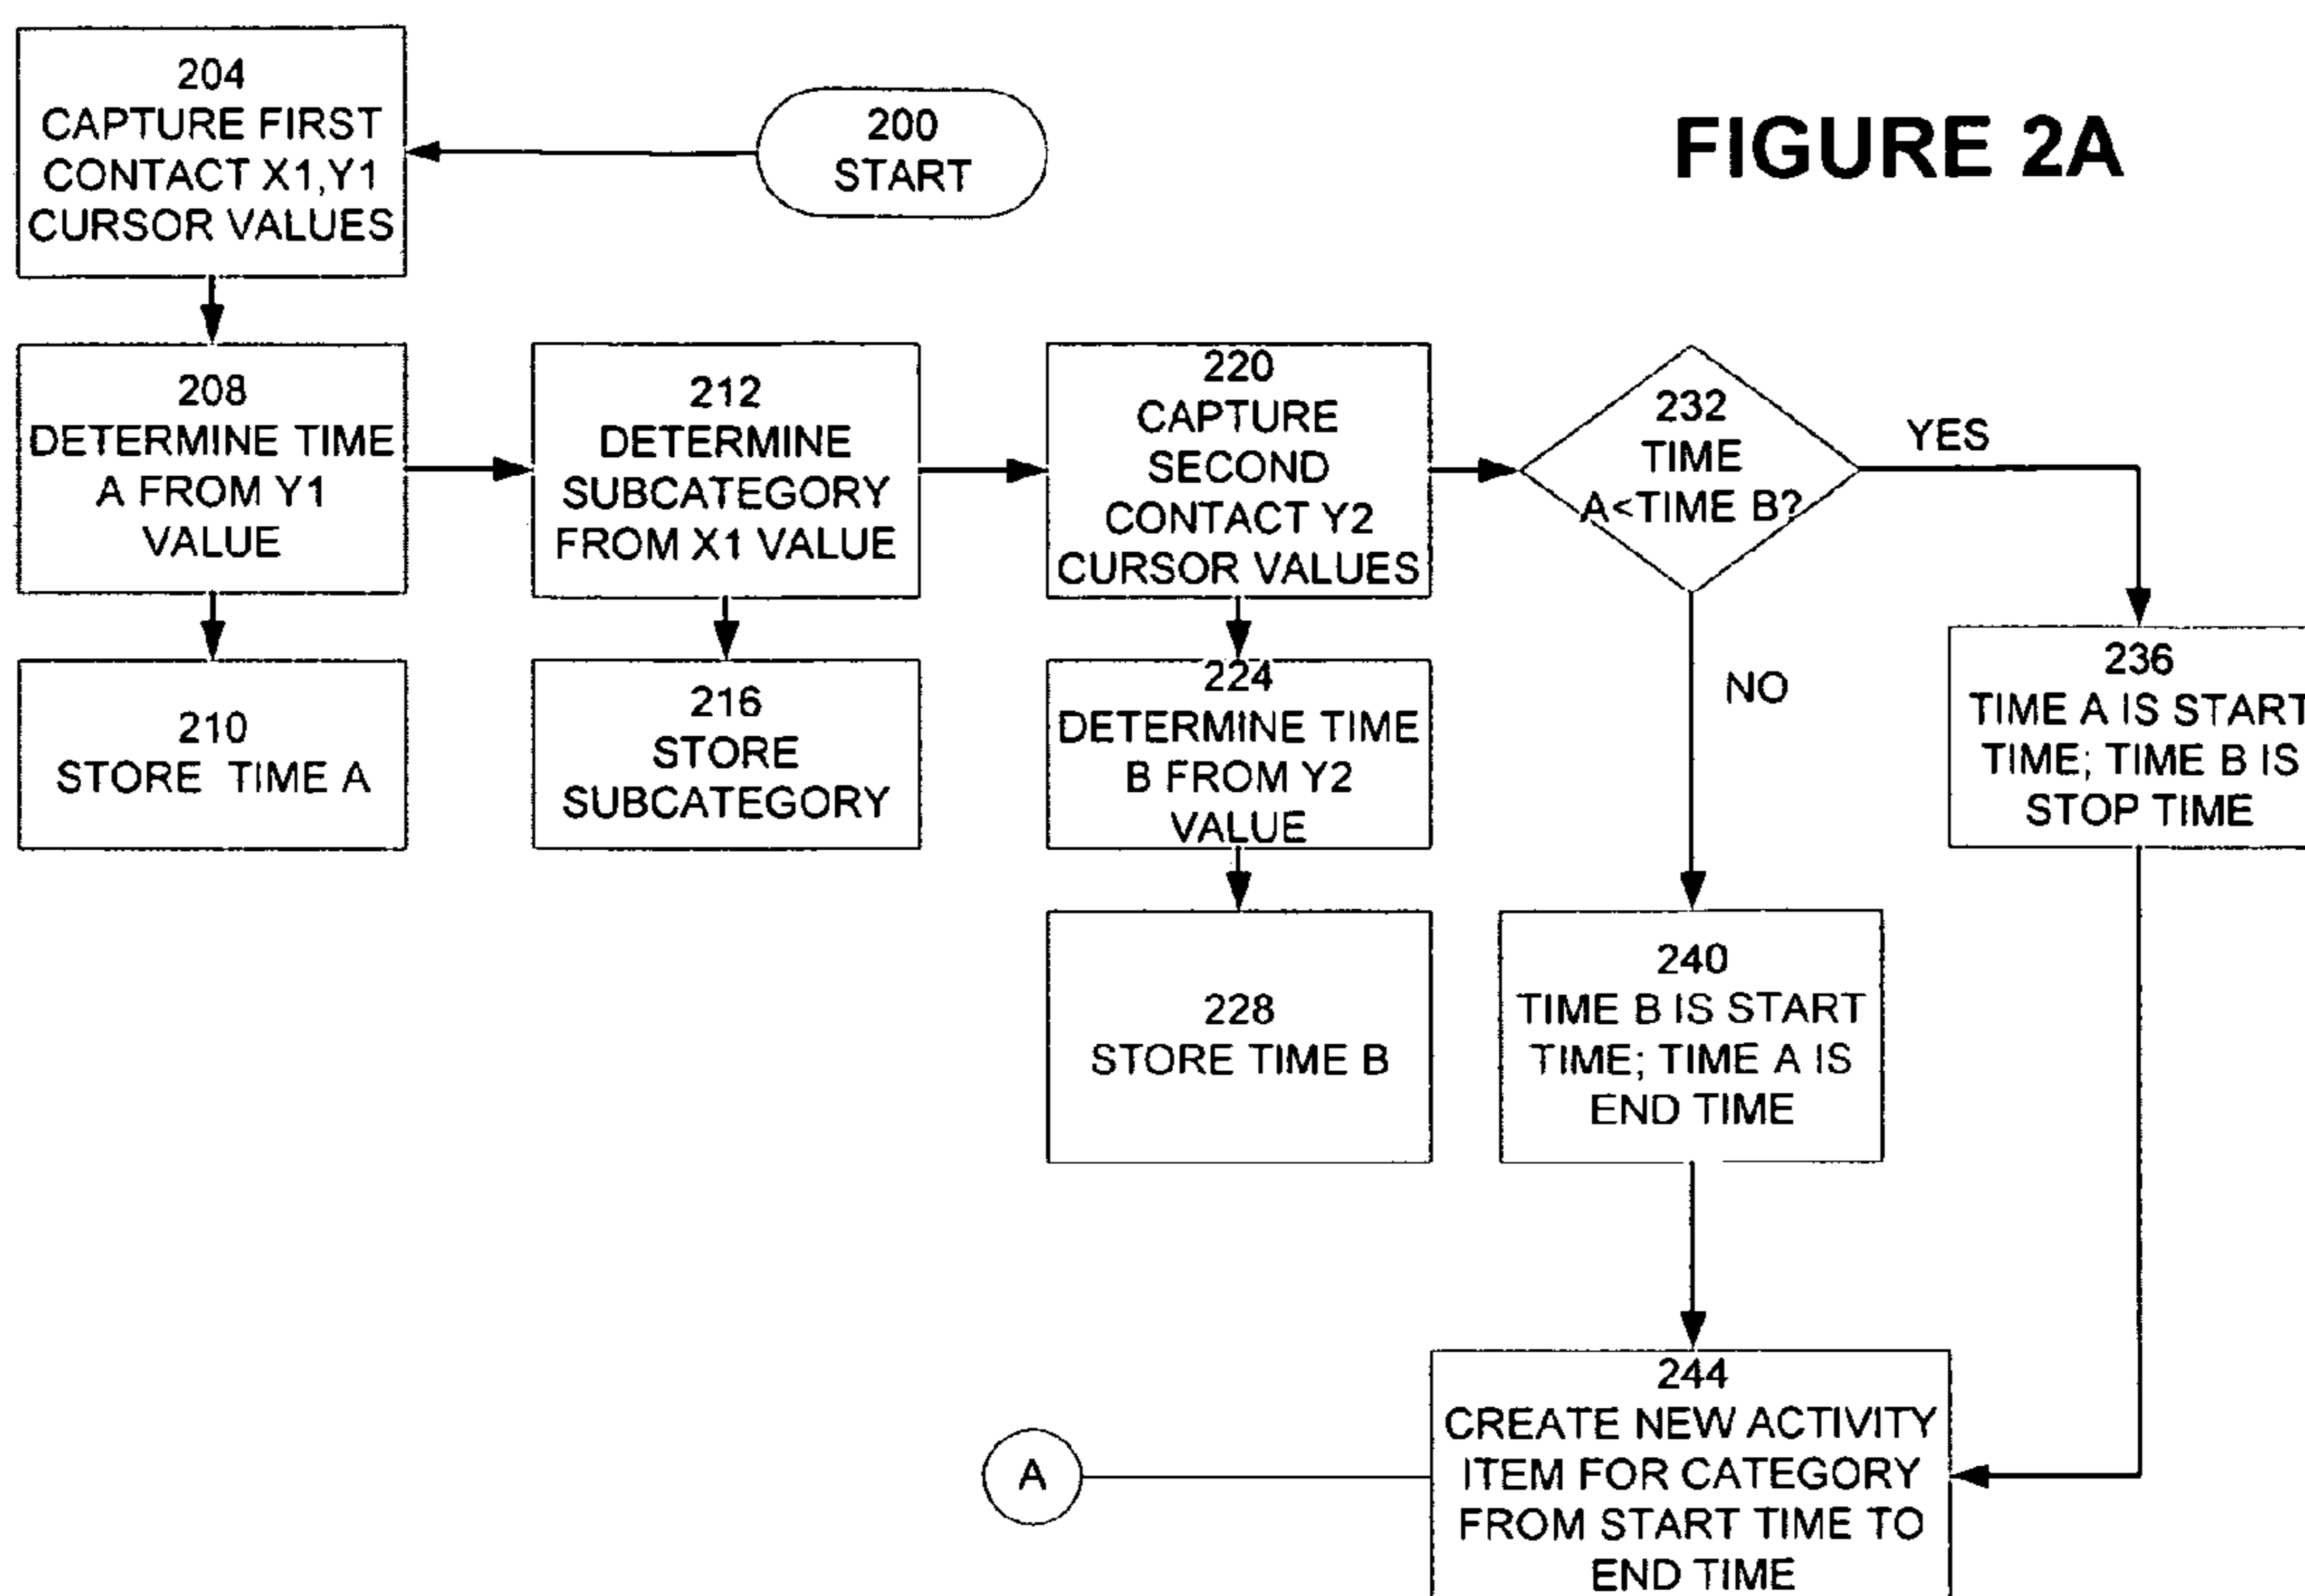 FIGURE 2A
200
START
204
CAPTURE FIRST
CONTACT X1,Y1
CURSOR VALUES
208
DETERMINE TIME
A FROM Y1
VALUE
210
STORE TIME A
212
DETERMINE
SUBCATEGORY
FROM X1 VALUE
216
STORE
SUBCATEGORY
220
CAPTURE
SECOND
CONTACT Y2
CURSOR VALUES
224
DETERMINE TIME
B FROM Y2
VALUE
228
STORE TIME B
232
TIME
A<TIME B?
YES
NO
236
TIME A IS START
TIME; TIME B IS
STOP TIME
240
TIME B IS START
TIME; TIME A IS
END TIME
244
CREATE NEW ACTIVITY
ITEM FOR CATEGORY
FROM START TIME TO
END TIME
A